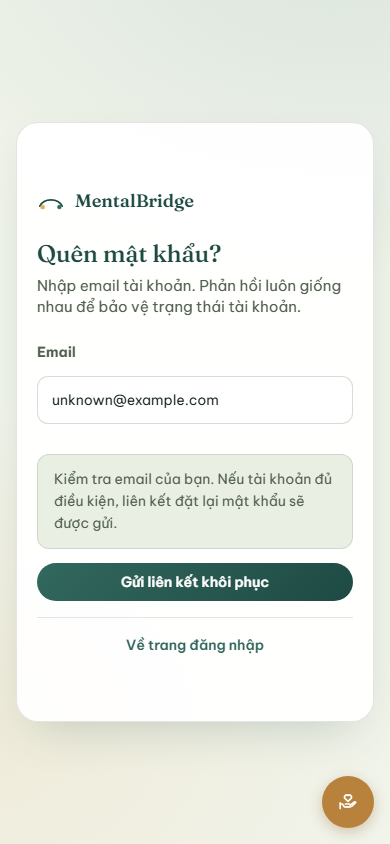 MentalBridge
Quên mật khẩu?
Nhập email tài khoản. Phản hồi luôn giống
nhau để bảo vệ trạng thái tài khoản.
Email
unknown@example.com
Kiểm tra email của bạn. Nếu tài khoản đủ
điều kiện, liên kết đặt lại mật khẩu sẽ
được gửi.
Gửi liên kết khôi phục
Về trang đăng nhập